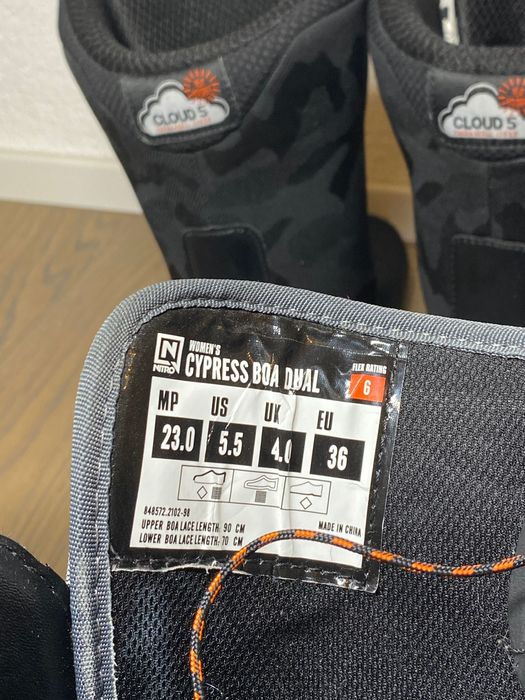 CLOUD 5
CLOUD 5
NITRO
WOMEN'S
CYPRESS BOA DUAL
FLEX RATING
6
MP US UK EU
23.0 5.5 4.0 36
848572.2102-98
UPPER BOA LACE LENGTH: 90 CM
LOWER BOA LACE LENGTH: 70 CM
MADE IN CHINA